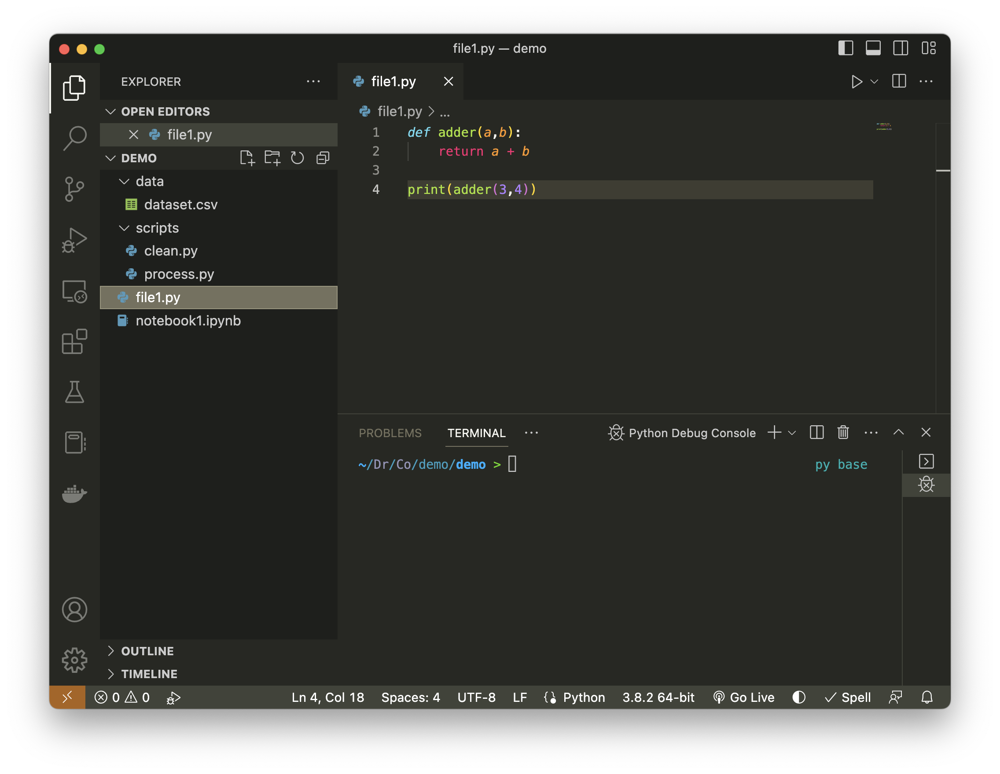 file1.py — demo
EXPLORER
OPEN EDITORS
file1.py
DEMO
data
dataset.csv
scripts
clean.py
process.py
file1.py
notebook1.ipynb
OUTLINE
TIMELINE
file1.py
file1.py > ...
1 def adder(a,b):
2     return a + b
3
4 print(adder(3,4))
PROBLEMS TERMINAL Python Debug Console
~/Dr/Co/demo/demo > py base
0 0 Ln 4, Col 18 Spaces: 4 UTF-8 LF Python 3.8.2 64-bit Go Live Spell